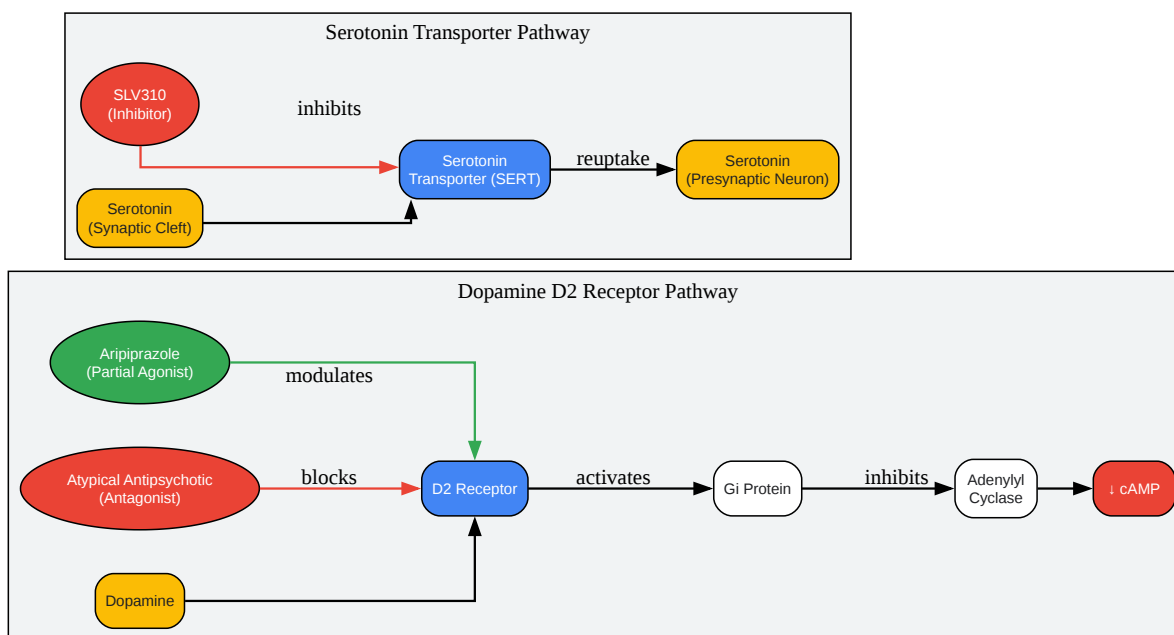 Serotonin Transporter Pathway
SLV310
(Inhibitor)
inhibits
Serotonin
Transporter (SERT)
reuptake
Serotonin
(Presynaptic Neuron)
Serotonin
(Synaptic Cleft)
Dopamine D2 Receptor Pathway
Aripiprazole
(Partial Agonist)
modulates
Atypical Antipsychotic
(Antagonist)
blocks
D2 Receptor
activates
Gi Protein
inhibits
Adenylyl
Cyclase
↓ cAMP
Dopamine